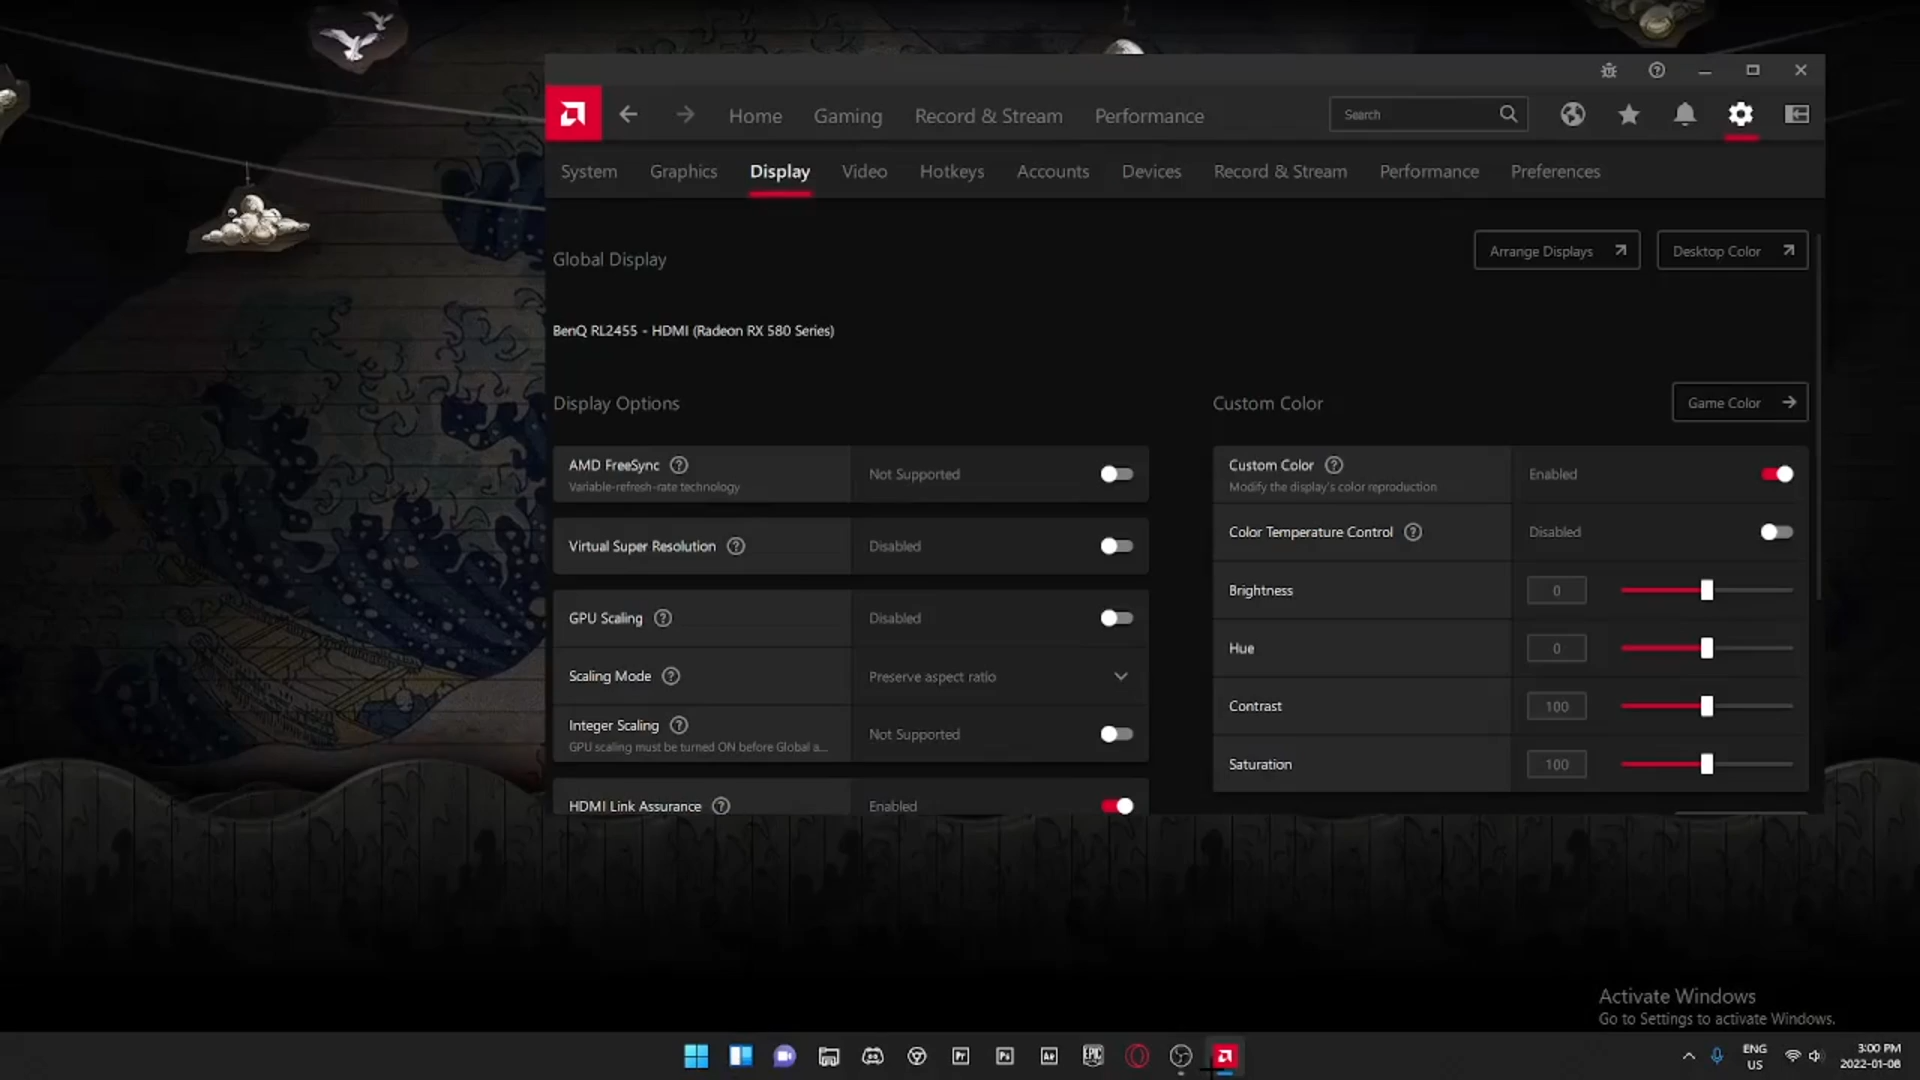 Home
Gaming
Record & Stream
Performance
Search
System
Graphics
Display
Video
Hotkeys
Accounts
Devices
Record & Stream
Performance
Preferences
Global Display
Arrange Displays
Desktop Color
BenQ RL2455 - HDMI (Radeon RX 580 Series)
Display Options
AMD FreeSync
Variable-refresh-rate technology
Not Supported
Virtual Super Resolution
Disabled
GPU Scaling
Disabled
Scaling Mode
Preserve aspect ratio
Integer Scaling
GPU scaling must be turned ON before Global a...
Not Supported
HDMI Link Assurance
Enabled
Custom Color
Game Color
Custom Color
Modify the display's color reproduction
Enabled
Color Temperature Control
Disabled
Brightness
0
Hue
0
Contrast
100
Saturation
100
Activate Windows
Go to Settings to activate Windows.
Pr
Ps
Ae
EPIC
ENG
US
3:00 PM
2022-01-08